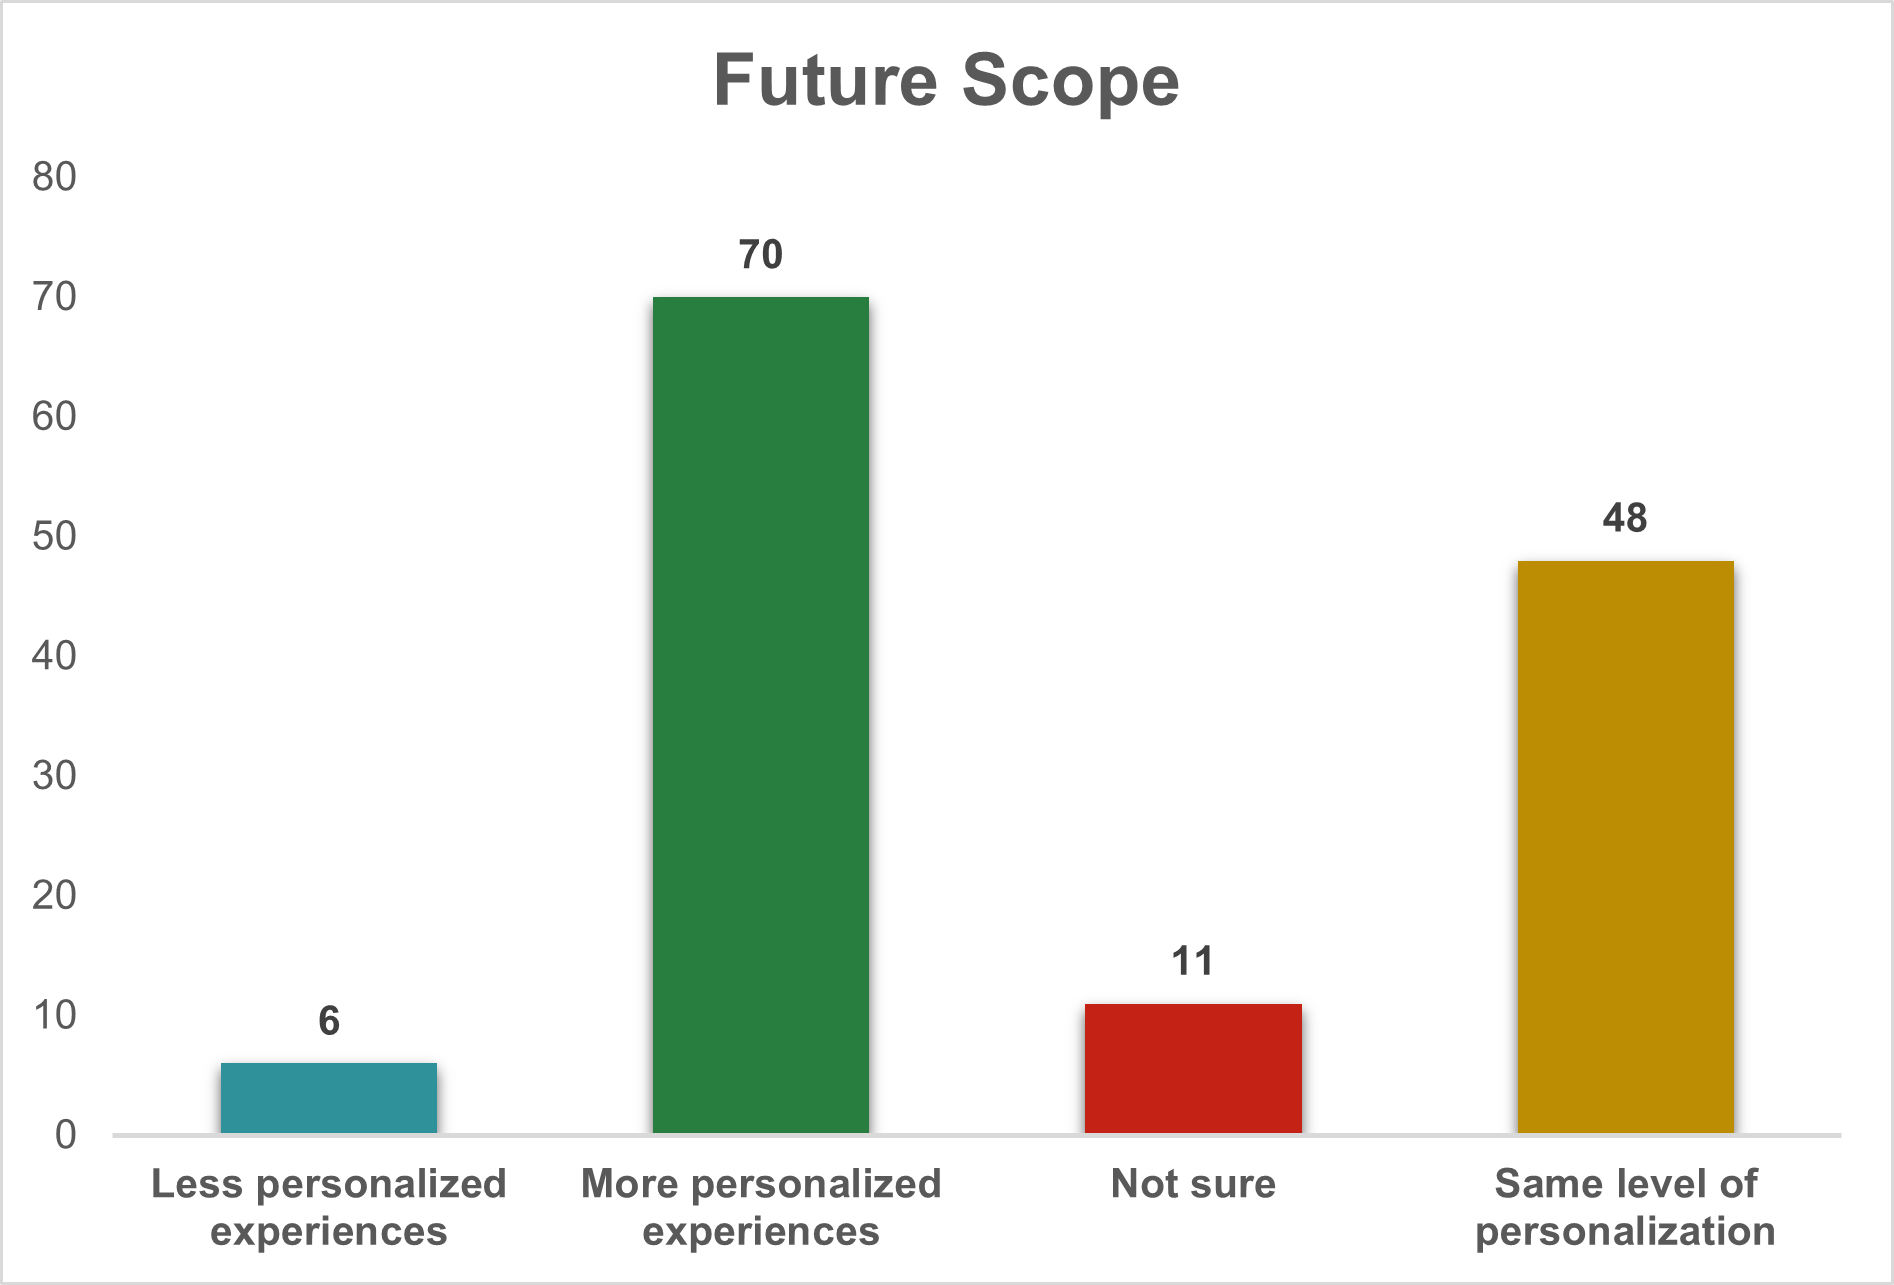 Future Scope
80
70
60
50
40
30
20
10
0
6
70
11
48
Less personalized
experiences
More personalized
experiences
Not sure
Same level of
personalization